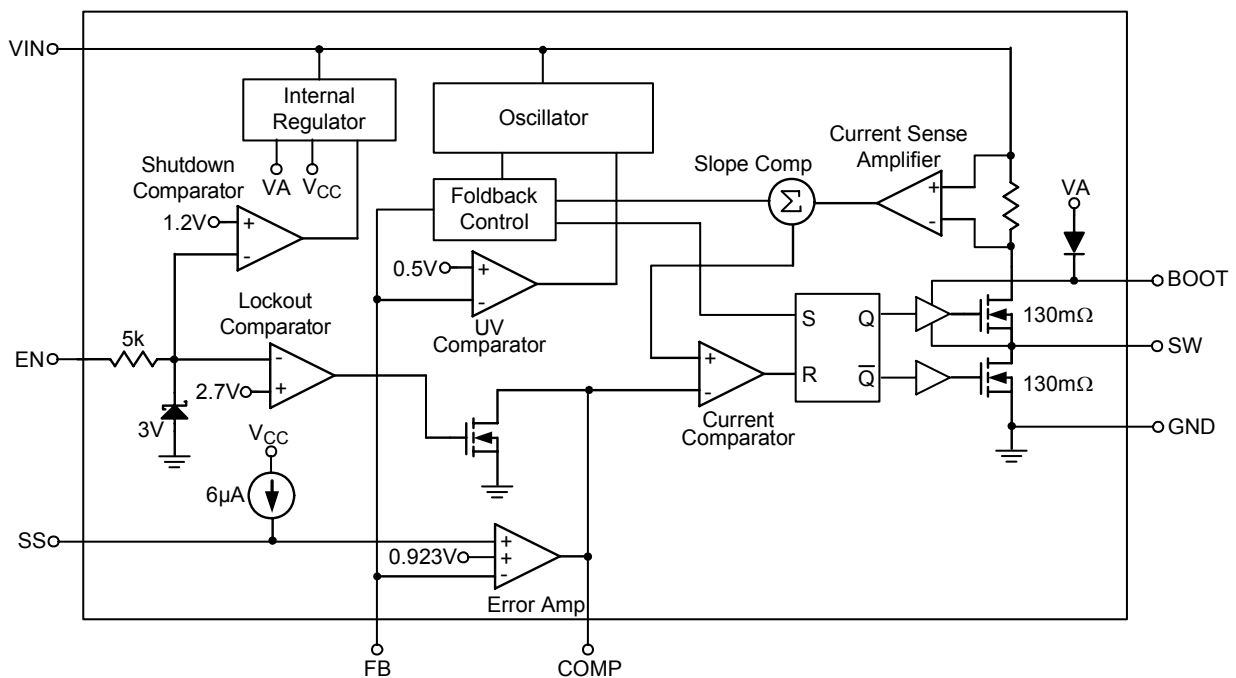 VIN
Internal
Regulator
Oscillator
VA
VCC
Shutdown
Comparator
1.2V
+
-
Foldback
Control
Slope Comp
Σ
Current Sense
Amplifier
+
-
VA
0.5V
+
-
UV
Comparator
BOOT
Lockout
Comparator
S
Q
R
Q̅
130mΩ
SW
130mΩ
EN
5k
-
+
2.7V
3V
+
-
Current
Comparator
GND
VCC
6µA
SS
+
0.923V
+
-
Error Amp
FB
COMP